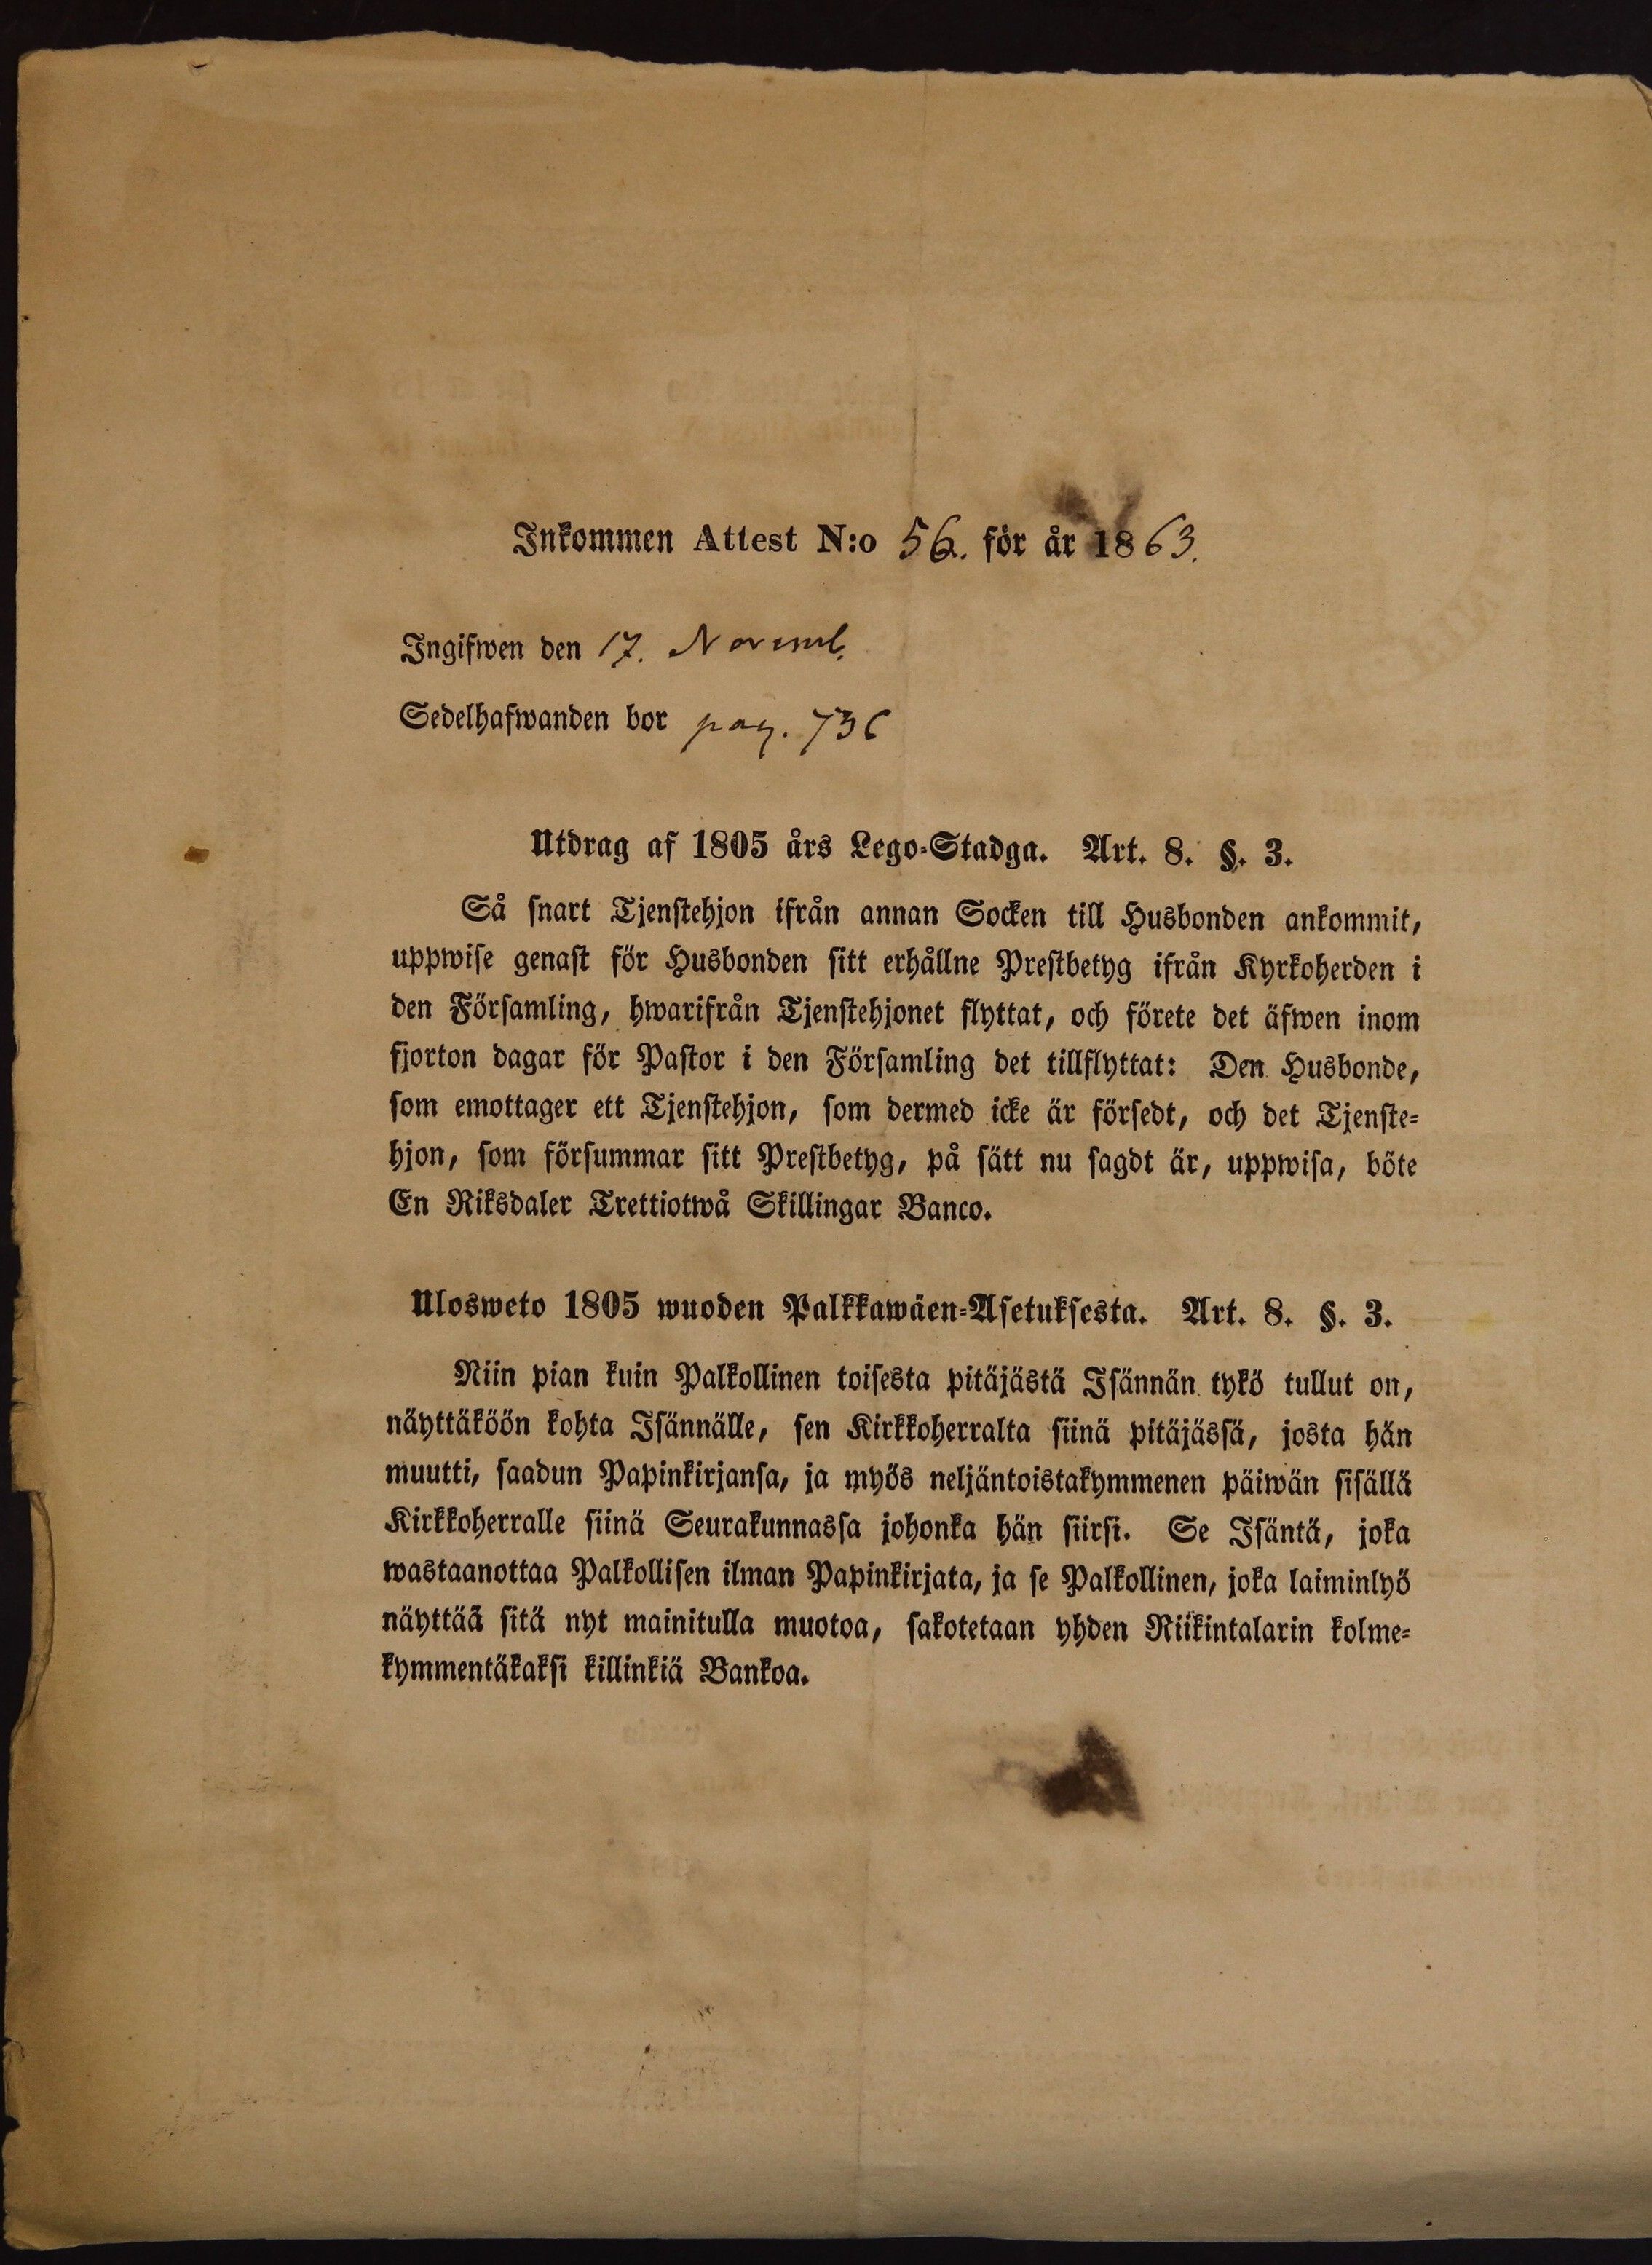 Inkommen Attest N:o 56. för år 1863.
Ingifwen den 17. Novemb.
Sedelhafwanden bor pag. 736
Utdrag af 1805 års Lego-Stadga. Art. 8. §. 3.
Så snart Tjenstehjon ifrån annan Socken till Husbonden ankommit,
uppwise genast för Husbonden sitt erhållne Prestbetyg ifrån Kyrkoherden i
den Församling, hwarifrån Tjenstehjonet flyttat, och förete det äfwen inom
fjorton dagar för Pastor i den Församling det tillflyttat: Den Husbonde,
som emottager ett Tjenstehjon, som dermed icke är försedt, och det Tjenste-
hjon, som försummar sitt Prestbetyg, på sätt nu sagdt är, uppwisa, böte
En Riksdaler Trettiotwå Skillingar Banco.
Ulosweto 1805 wuoden Palkkawäen-Asetuksesta. Art. 8. §. 3.
Niin pian kuin Palkollinen toisesta pitäjästä Isännän tykö tullut on,
näyttäköön kohta Isännälle, sen Kirkkoherralta siinä pitäjässä, josta hän
muutti, saadun Papinkirjansa, ja myös neljäntoistakymmenen päiwän sisällä
Kirkkoherralle siinä Seurakunnassa johonka hän siirsi. Se Isäntä, joka
wastaanottaa Palkollisen ilman Papinkirjata, ja se Palkollinen, joka laiminlyö
näyttää sitä nyt mainitulla muotoa, sakotetaan yhden Riikintalarin kolme-
kymmentäkaksi killinkiä Bankoa.